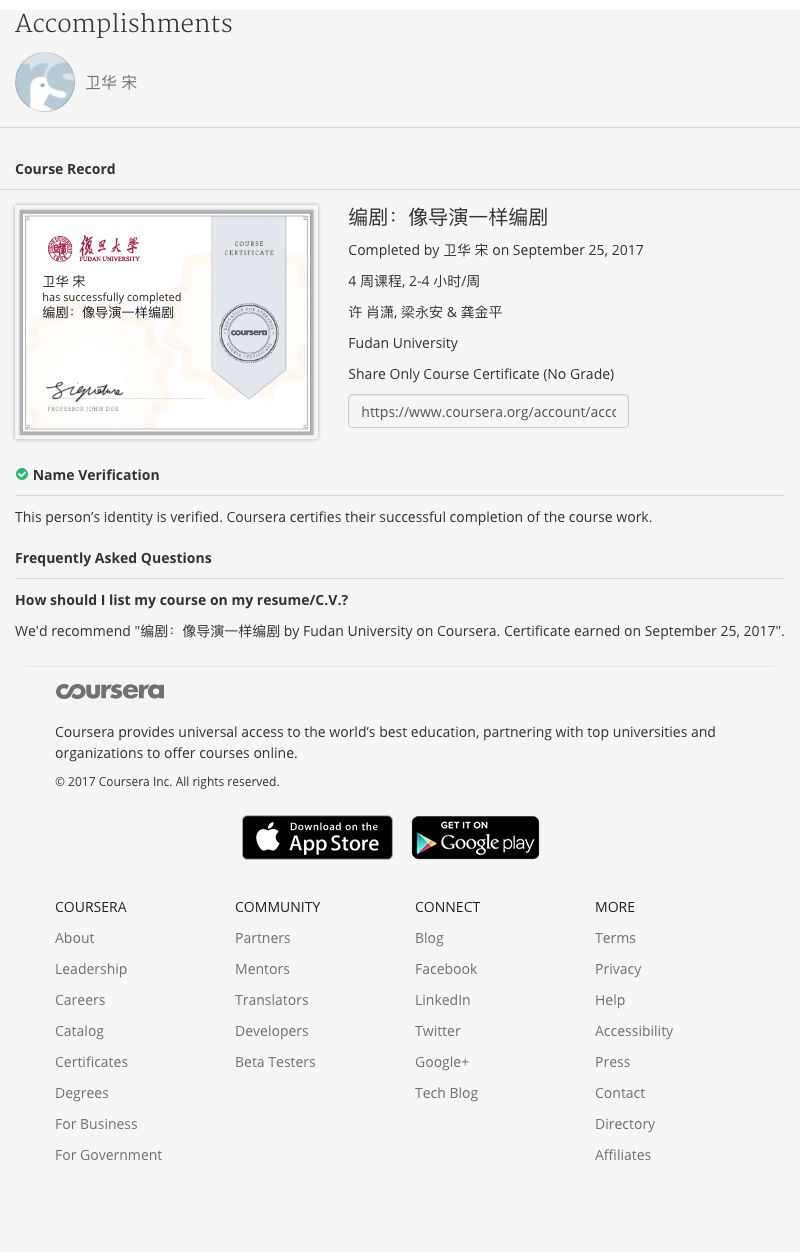 Accomplishments
卫华 宋
Course Record
復旦大學
FUDAN UNIVERSITY
卫华 宋
has successfully completed
编剧：像导演一样编剧
Signature
PROFESSOR JOHN DOE
COURSE
CERTIFICATE
EDUCATION FOR EVERYONE
coursera
COURSE CERTIFICATE
编剧：像导演一样编剧
Completed by 卫华 宋 on September 25, 2017
4 周课程, 2-4 小时/周
许 肖潇, 梁永安 & 龚金平
Fudan University
Share Only Course Certificate (No Grade)
https://www.coursera.org/account/acco
Name Verification
This person’s identity is verified. Coursera certifies their successful completion of the course work.
Frequently Asked Questions
How should I list my course on my resume/C.V.?
We'd recommend "编剧：像导演一样编剧 by Fudan University on Coursera. Certificate earned on September 25, 2017".
coursera
Coursera provides universal access to the world’s best education, partnering with top universities and
organizations to offer courses online.
© 2017 Coursera Inc. All rights reserved.
Download on the
App Store
GET IT ON
Google play
COURSERA
About
Leadership
Careers
Catalog
Certificates
Degrees
For Business
For Government
COMMUNITY
Partners
Mentors
Translators
Developers
Beta Testers
CONNECT
Blog
Facebook
LinkedIn
Twitter
Google+
Tech Blog
MORE
Terms
Privacy
Help
Accessibility
Press
Contact
Directory
Affiliates